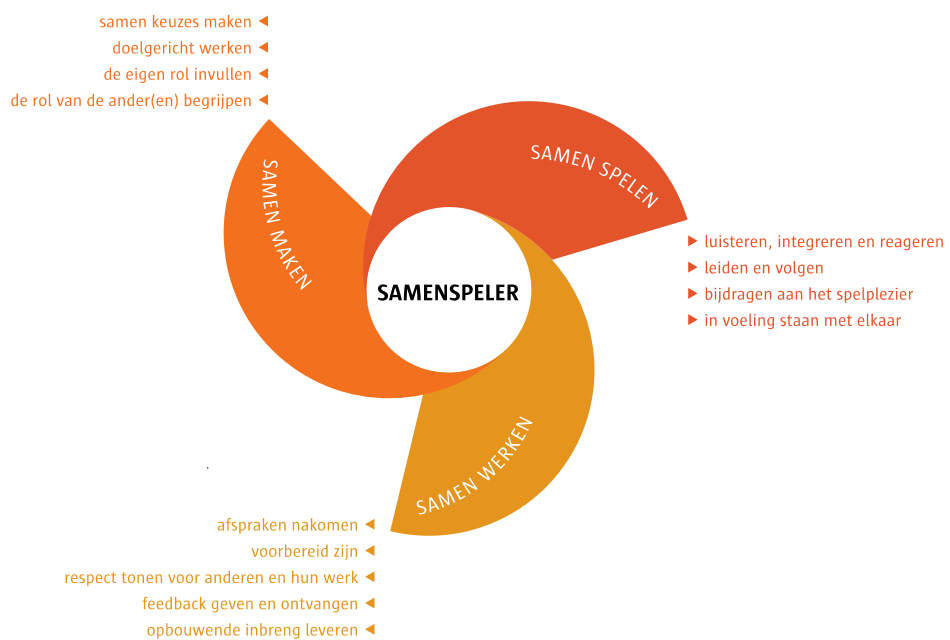 samen keuzes maken
doelgericht werken
de eigen rol invullen
de rol van de ander(en) begrijpen
SAMEN MAKEN
SAMEN SPELEN
luisteren, integreren en reageren
leiden en volgen
bijdragen aan het spelplezier
in voeling staan met elkaar
SAMENSPELER
SAMEN WERKEN
afspraken nakomen
voorbereid zijn
respect tonen voor anderen en hun werk
feedback geven en ontvangen
opbouwende inbreng leveren